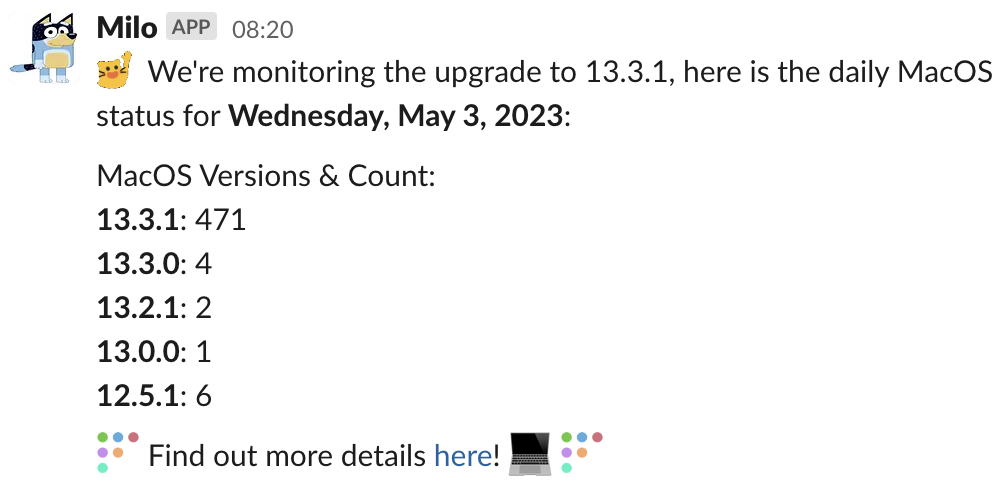 Milo APP 08:20
We're monitoring the upgrade to 13.3.1, here is the daily MacOS
status for Wednesday, May 3, 2023:
MacOS Versions & Count:
13.3.1: 471
13.3.0: 4
13.2.1: 2
13.0.0: 1
12.5.1: 6
Find out more details here!